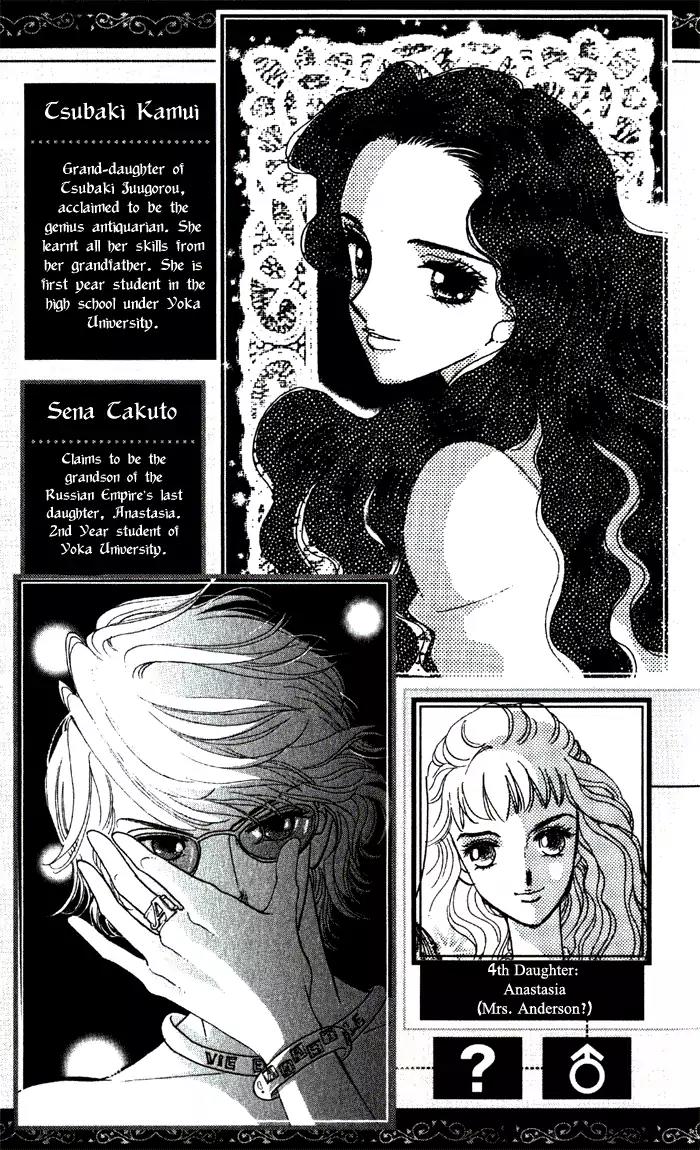 Tsubaki Kamui
Grand-daughter of
Tsubaki Juugorou,
acclaimed to be the
genius antiquarian. She
learnt all her skills from
her grandfather. She is
first year student in the
high school under Yoka
University.
Sena Takuto
Claims to be the
grandson of the
Russian Empire's last
daughter, Anastasia.
2nd Year student of
Yoka University.
A
VIE
4th Daughter:
Anastasia
(Mrs. Anderson?)
?
♂